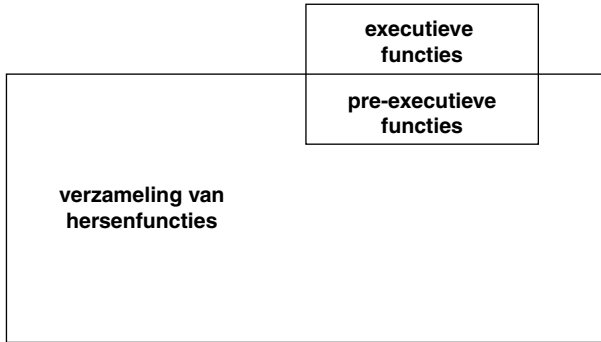 executieve
functies
pre-executieve
functies
verzameling van
hersenfuncties